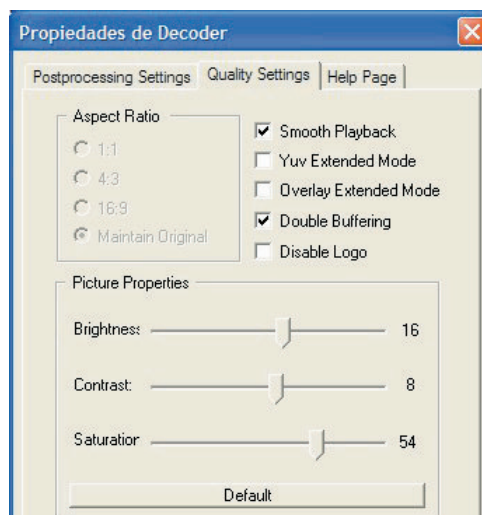 Propiedades de Decoder
Postprocessing Settings Quality Settings Help Page
Aspect Ratio
1:1
4:3
16:9
Maintain Original
Smooth Playback
Yuv Extended Mode
Overlay Extended Mode
Double Buffering
Disable Logo
Picture Properties
Brightness 16
Contrast: 8
Saturation 54
Default